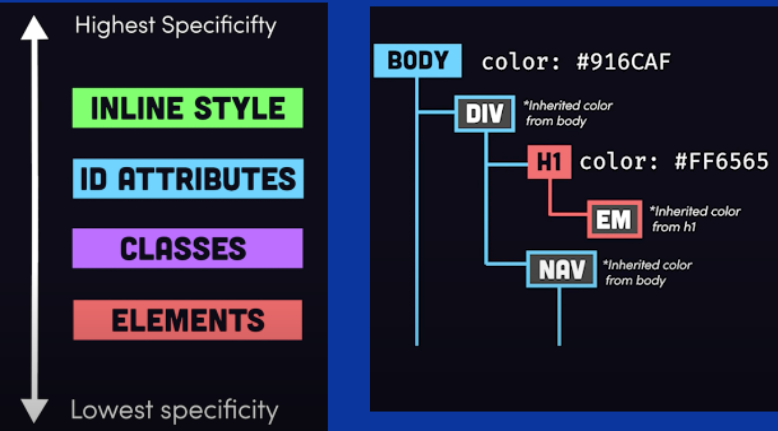 Highest Specificifty
INLINE STYLE
ID ATTRIBUTES
CLASSES
ELEMENTS
Lowest specificity
BODY color: #916CAF
DIV *Inherited color
from body
H1 color: #FF6565
EM *Inherited color
from h1
NAV *Inherited color
from body